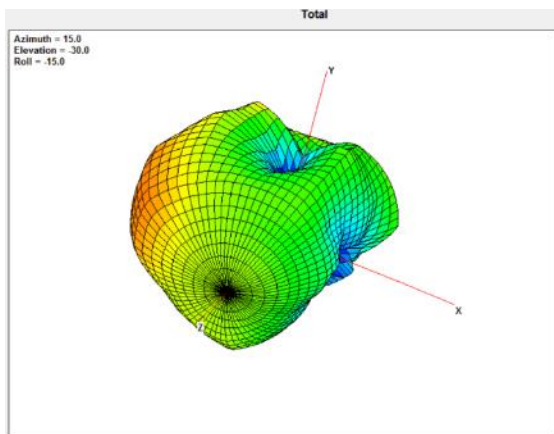 Total
Azimuth = 15.0
Elevation = -30.0
Roll = -15.0
Y
X
Z